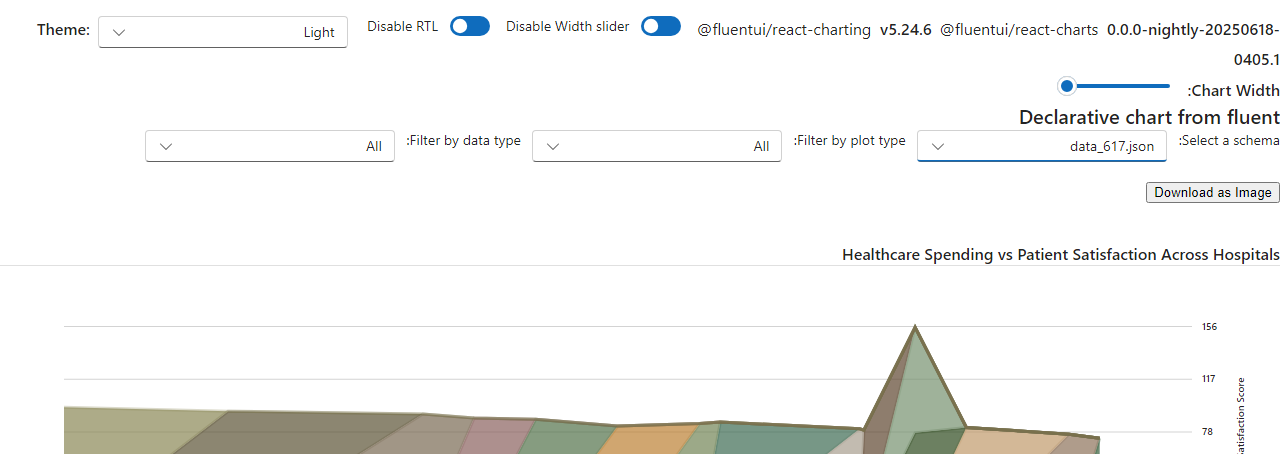 Theme:
Light
Disable RTL
Disable Width slider
@fluentui/react-charting v5.24.6 @fluentui/react-charts 0.0.0-nightly-20250618-
0405.1
:Chart Width
Declarative chart from fluent
:Select a schema
data_617.json
:Filter by plot type
All
:Filter by data type
All
Download as Image
Healthcare Spending vs Patient Satisfaction Across Hospitals
156
117
78
Score